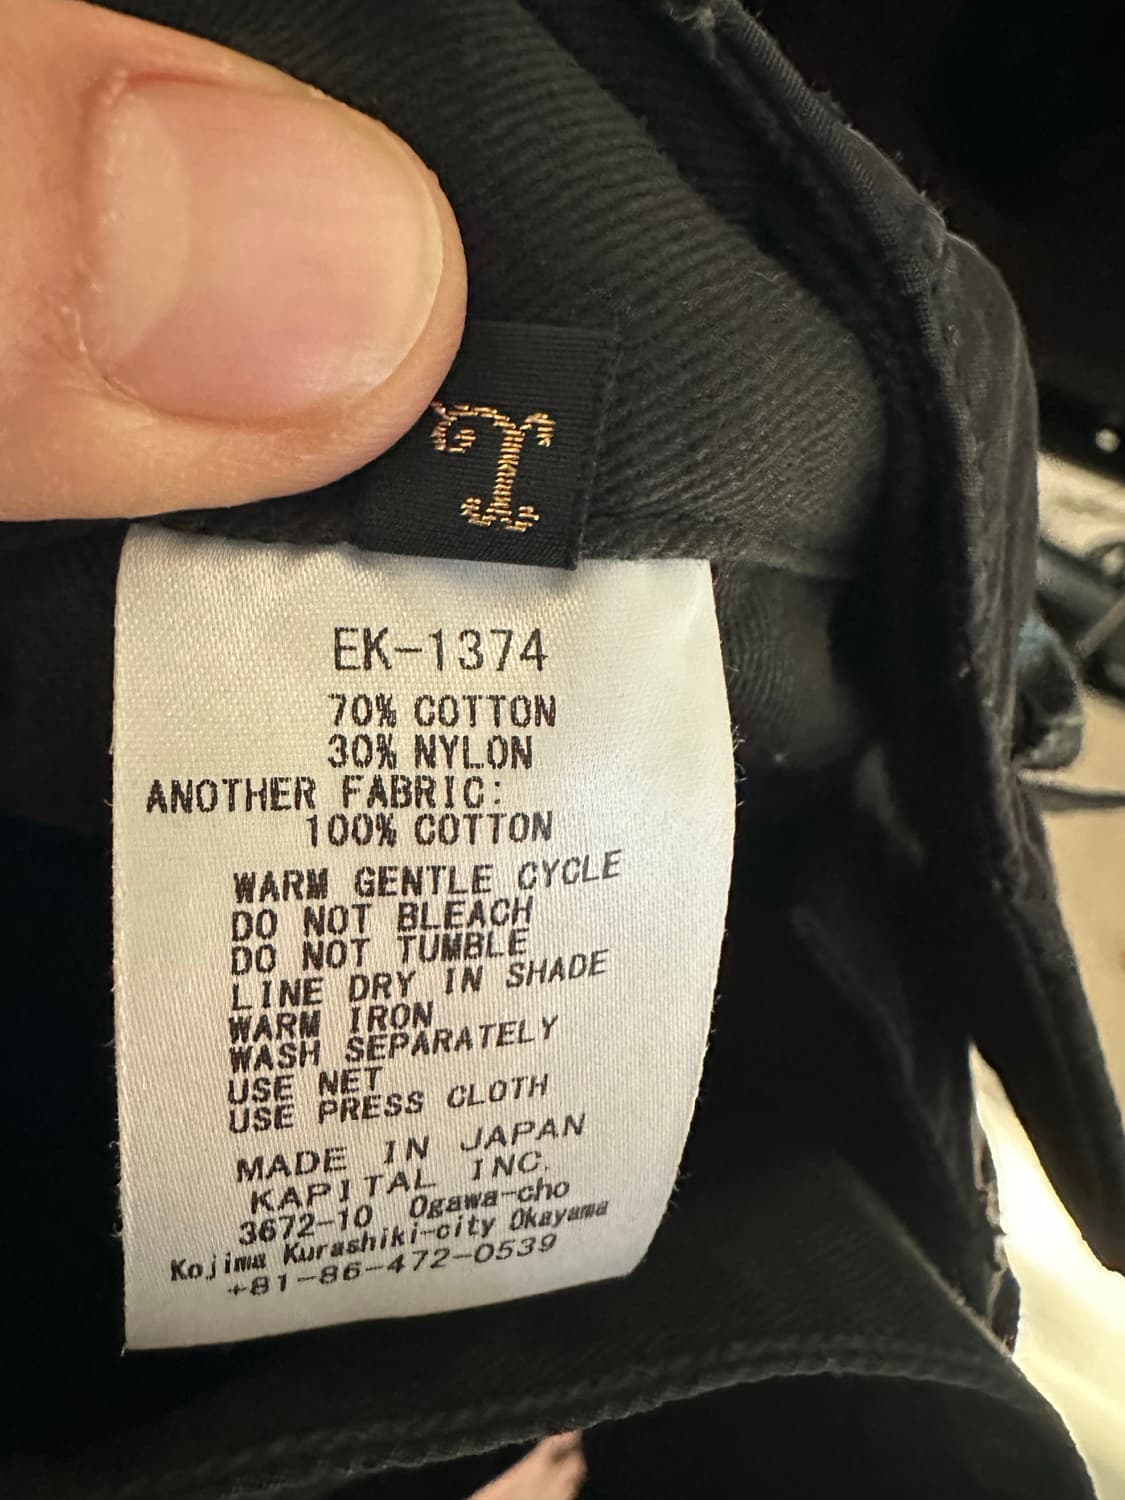 EK-1374
70% COTTON
30% NYLON
ANOTHER FABRIC:
100% COTTON
WARM GENTLE CYCLE
DO NOT BLEACH
DO NOT TUMBLE
LINE DRY IN SHADE
WARM IRON
WASH SEPARATELY
USE NET
USE PRESS CLOTH
MADE IN JAPAN
KAPITAL INC.
3672-10 Ogawa-cho
Kojima Kurashiki-city Okayama
+81-86-472-0539